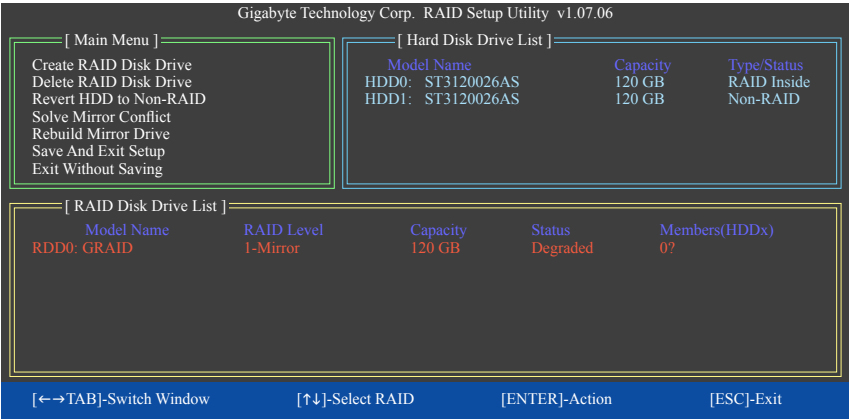 Gigabyte Technology Corp. RAID Setup Utility v1.07.06
[ Main Menu ]
Create RAID Disk Drive
Delete RAID Disk Drive
Revert HDD to Non-RAID
Solve Mirror Conflict
Rebuild Mirror Drive
Save And Exit Setup
Exit Without Saving
[ Hard Disk Drive List ]
Model Name Capacity Type/Status
HDD0: ST3120026AS 120 GB RAID Inside
HDD1: ST3120026AS 120 GB Non-RAID
[ RAID Disk Drive List ]
Model Name RAID Level Capacity Status Members(HDDx)
RDD0: GRAID 1-Mirror 120 GB Degraded 0?
[←→TAB]-Switch Window [↑↓]-Select RAID [ENTER]-Action [ESC]-Exit